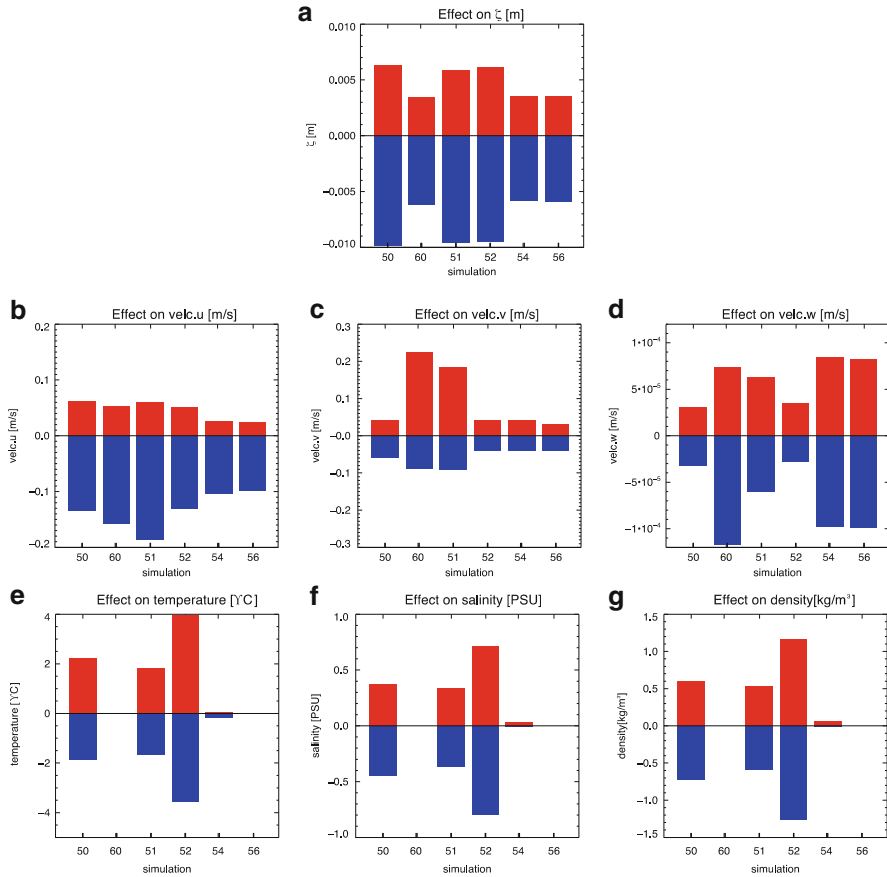 a
Effect on ζ [m]
0.010
0.005
0.000
−0.005
−0.010
ζ [m]
50 60 51 52 54 56
simulation
b
Effect on velc.u [m/s]
0.2
0.1
0.0
−0.1
−0.2
velc.u [m/s]
50 60 51 52 54 56
simulation
c
Effect on velc.v [m/s]
0.3
0.2
0.1
−0.0
−0.1
−0.2
−0.3
velc.v [m/s]
50 60 51 52 54 56
simulation
d
Effect on velc.w [m/s]
1•10⁻⁴
5•10⁻⁵
0
−5•10⁻⁵
−1•10⁻⁴
velc.w [m/s]
50 60 51 52 54 56
simulation
e
Effect on temperature [ϒC]
4
2
0
−2
−4
temperature [ϒC]
50 60 51 52 54 56
simulation
f
Effect on salinity [PSU]
1.0
0.5
0.0
−0.5
−1.0
salinity [PSU]
50 60 51 52 54 56
simulation
g
Effect on density[kg/m³]
1.5
1.0
0.5
0.0
−0.5
−1.0
−1.5
density[kg/m³]
50 60 51 52 54 56
simulation